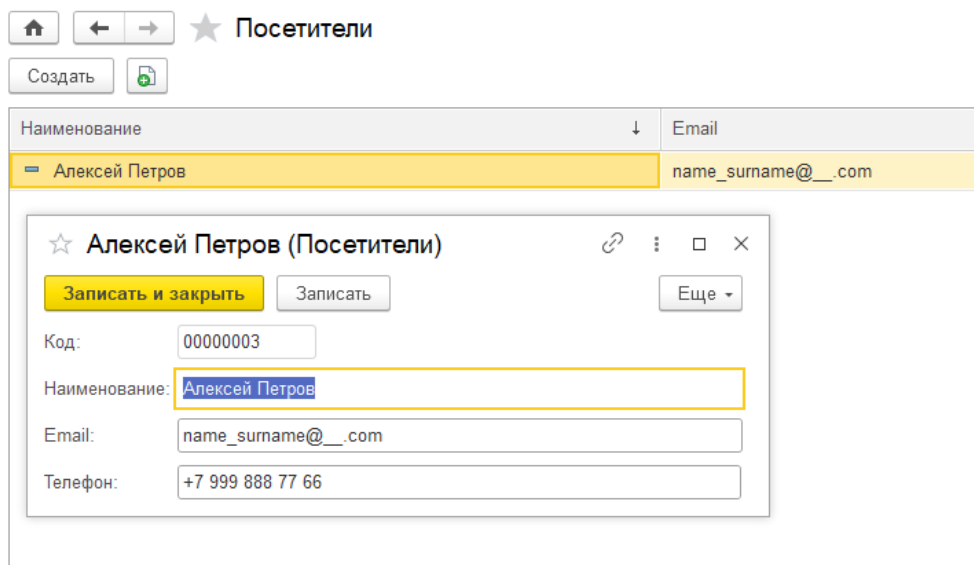 Посетители
Создать
Наименование ↓ Email
Алексей Петров name_surname@__.com
Алексей Петров (Посетители)
Записать и закрыть Записать Еще
Код: 00000003
Наименование: Алексей Петров
Email: name_surname@__.com
Телефон: +7 999 888 77 66